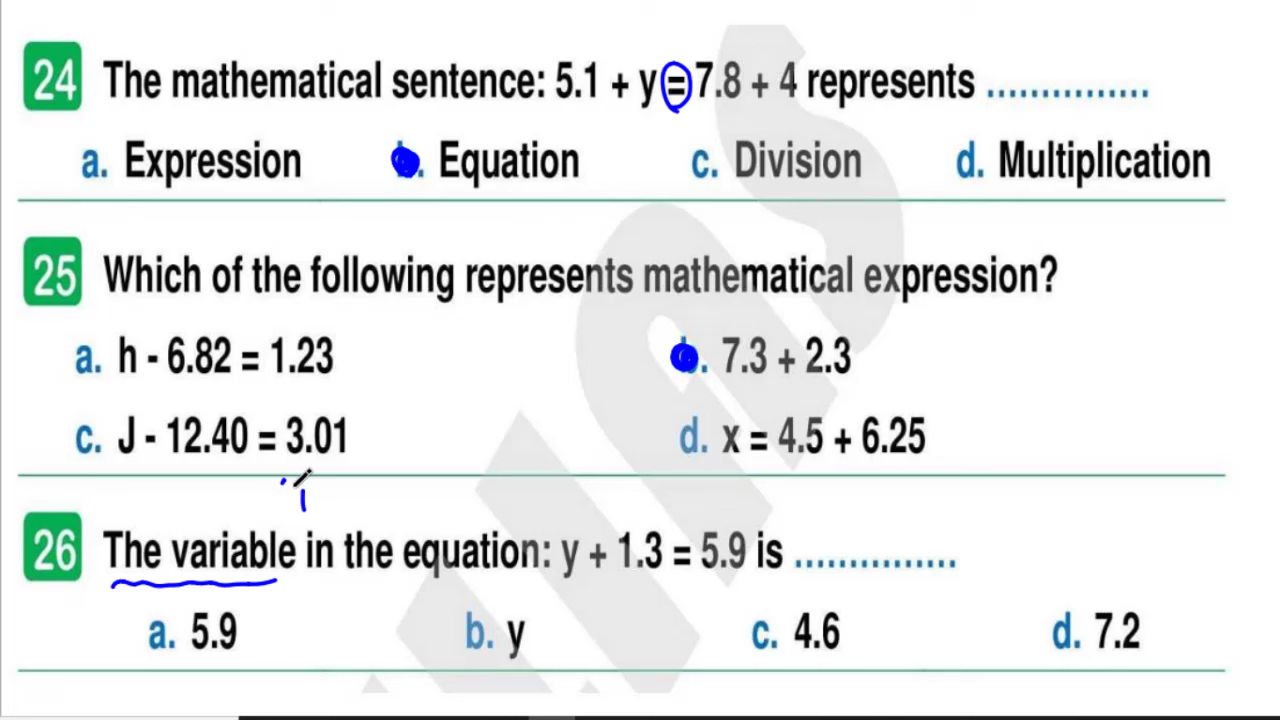 24 The mathematical sentence: 5.1 + y = 7.8 + 4 represents ...............
a. Expression b. Equation c. Division d. Multiplication
25 Which of the following represents mathematical expression?
a. h - 6.82 = 1.23 b. 7.3 + 2.3
c. J - 12.40 = 3.01 d. x = 4.5 + 6.25
26 The variable in the equation: y + 1.3 = 5.9 is ...............
a. 5.9 b. y c. 4.6 d. 7.2